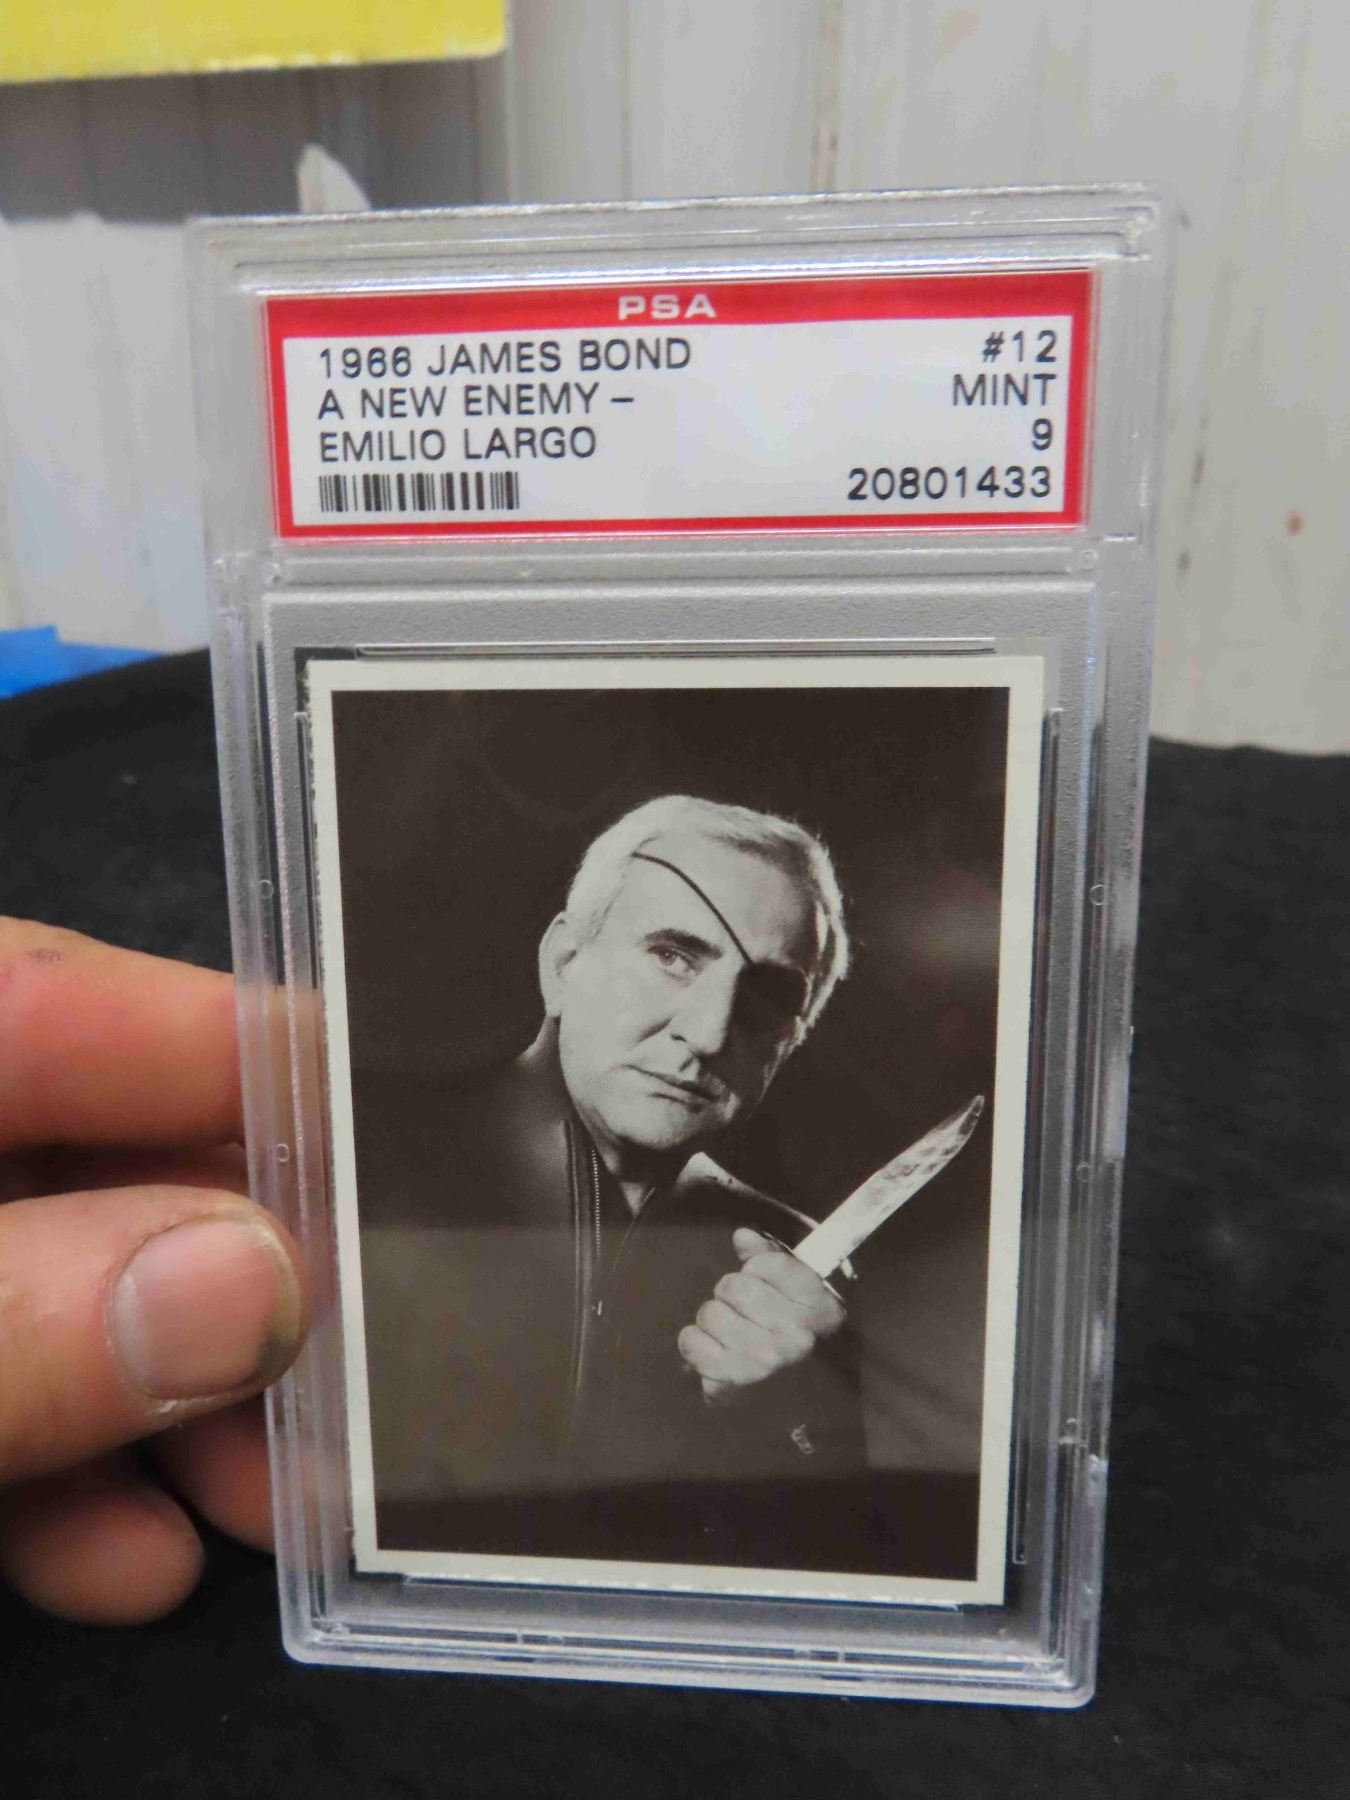 PSA
1966 JAMES BOND #12
A NEW ENEMY – MINT
EMILIO LARGO 9
20801433